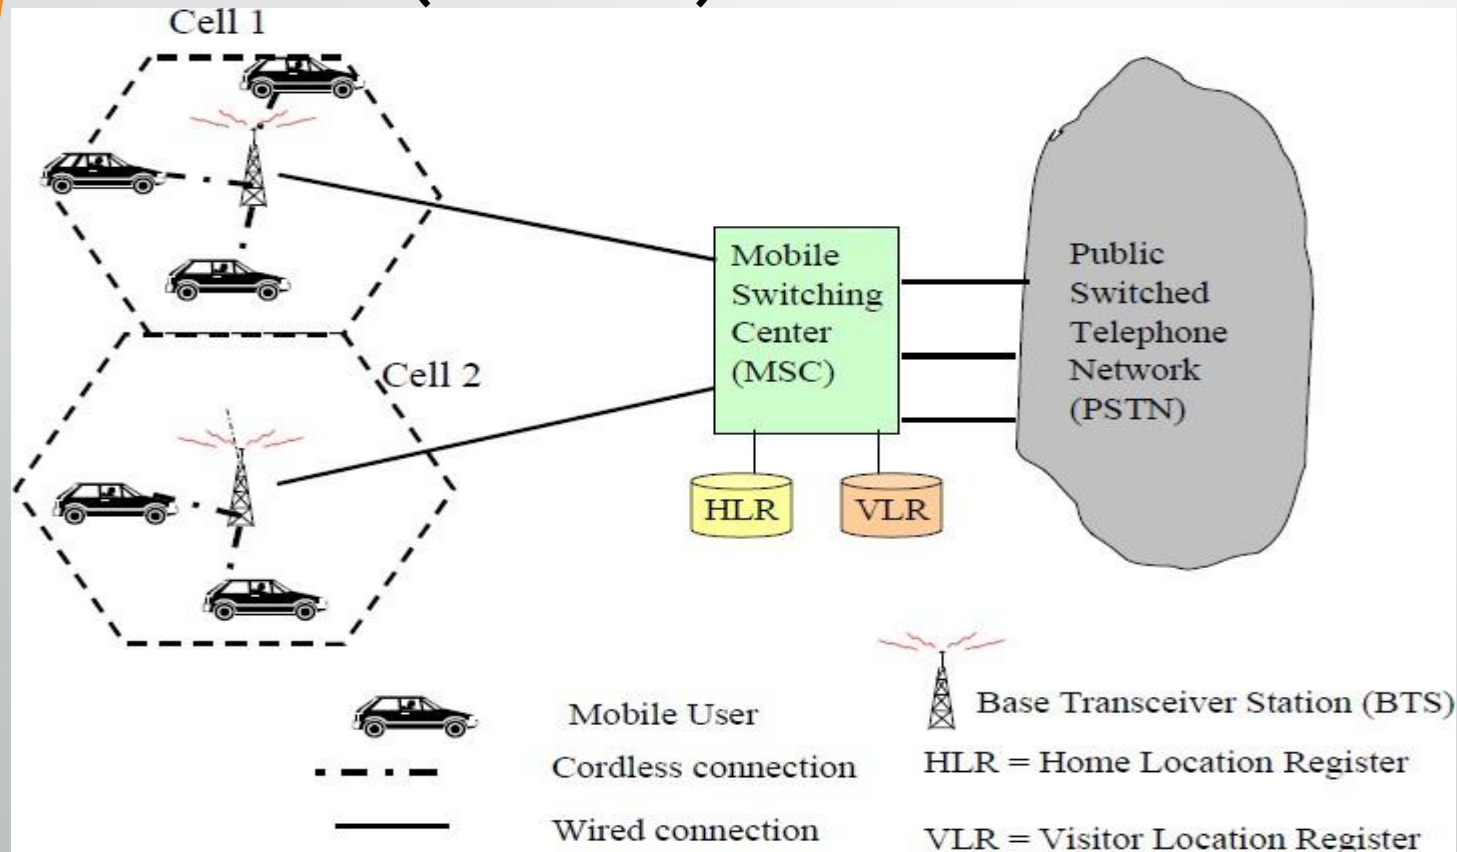 Cell 1
Mobile
Switching
Center
(MSC)
Public
Switched
Telephone
Network
(PSTN)
Cell 2
HLR
VLR
Mobile User
Base Transceiver Station (BTS)
Cordless connection
HLR = Home Location Register
Wired connection
VLR = Visitor Location Register